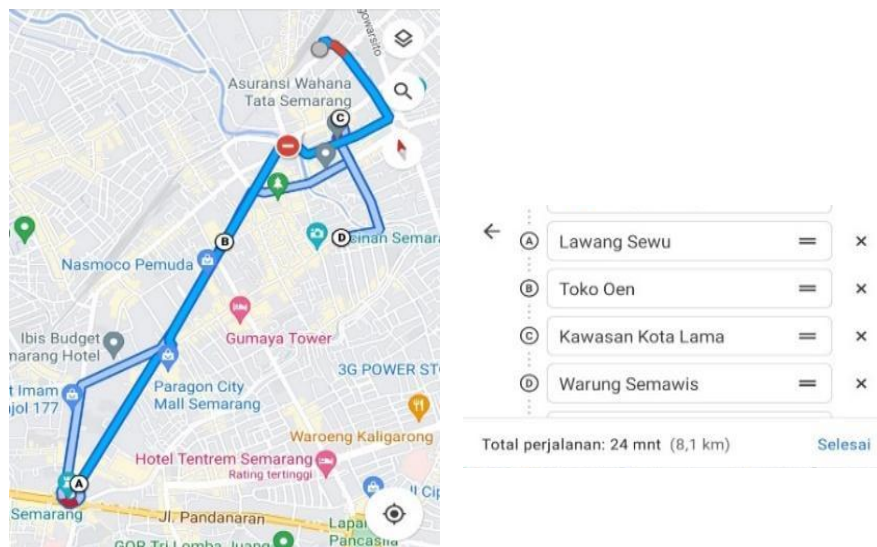 Asuransi Wahana
Tata Semarang
C
B
D
Nasmoco Pemuda
Ibis Budget
Gumaya Tower
Paragon City
Mall Semarang
3G POWER
Waroeng Kaligarong
Hotel Tentrem Semarang
Rating tertinggi
A
Semarang
Jl. Pandanaran
A Lawang Sewu
B Toko Oen
C Kawasan Kota Lama
D Warung Semawis
Total perjalanan: 24 mnt (8,1 km) Selesai